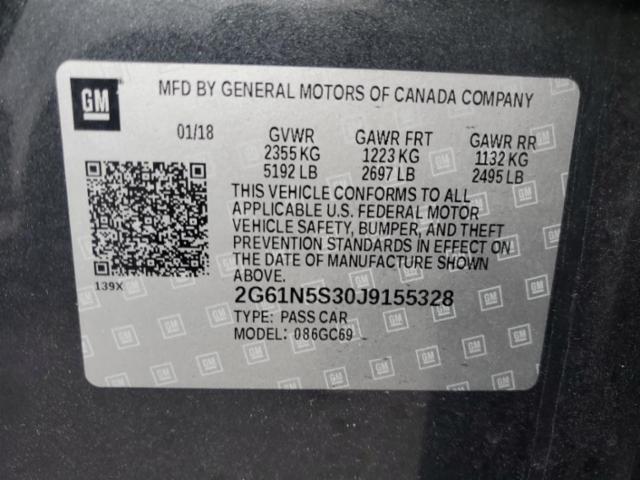 GM
MFD BY GENERAL MOTORS OF CANADA COMPANY
01/18 GVWR GAWR FRT GAWR RR
2355 KG 1223 KG 1132 KG
5192 LB 2697 LB 2495 LB
THIS VEHICLE CONFORMS TO ALL
APPLICABLE U.S. FEDERAL MOTOR
VEHICLE SAFETY, BUMPER, AND THEFT
PREVENTION STANDARDS IN EFFECT ON
THE DATE OF MANUFACTURE SHOWN
ABOVE.
139X
2G61N5S30J9155328
TYPE: PASS CAR
MODEL: 086GC69